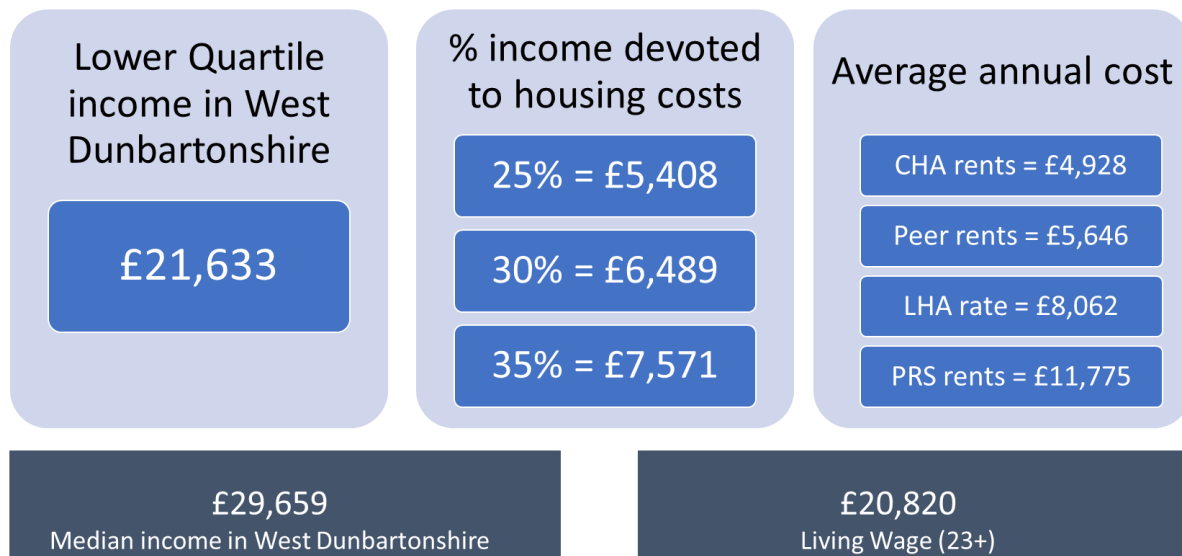 Lower Quartile
income in West
Dunbartonshire
£21,633
% income devoted
to housing costs
25% = £5,408
30% = £6,489
35% = £7,571
Average annual cost
CHA rents = £4,928
Peer rents = £5,646
LHA rate = £8,062
PRS rents = £11,775
£29,659
Median income in West Dunbartonshire
£20,820
Living Wage (23+)